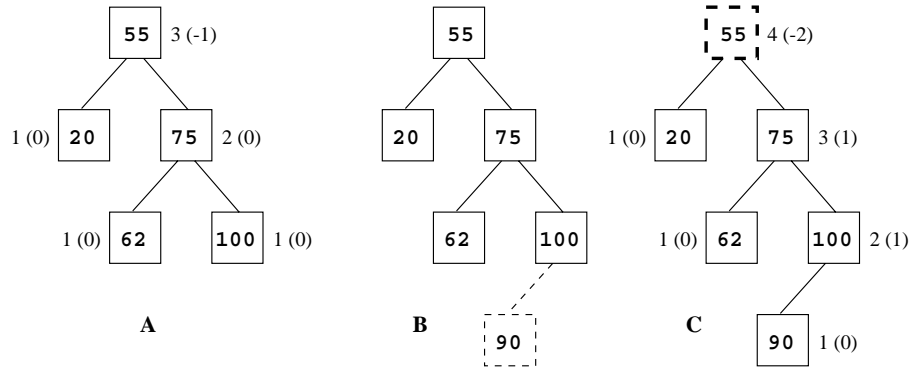 55 3 (-1) 55 55 4 (-2)
1 (0) 20 75 2 (0) 20 75 1 (0) 20 75 3 (1)
1 (0) 62 100 1 (0) 62 100 1 (0) 62 100 2 (1)
A B C
90 90 1 (0)